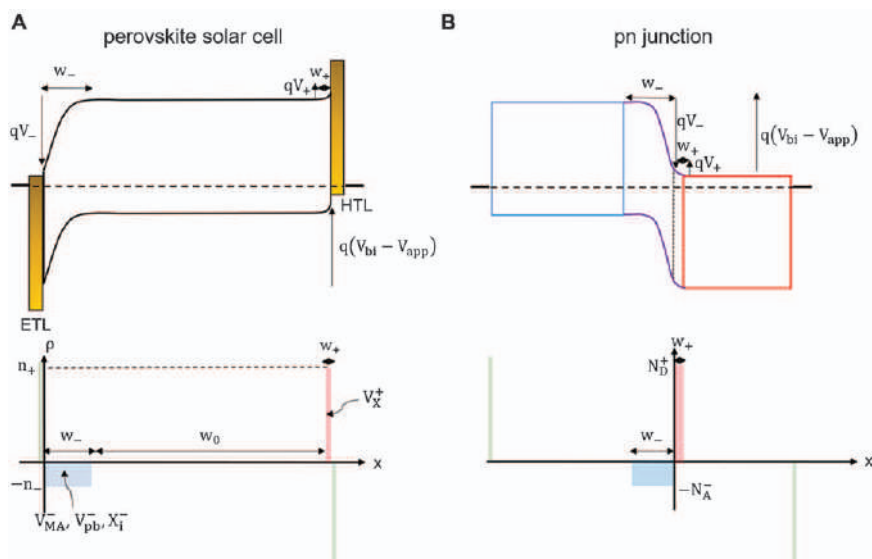 A
perovskite solar cell
w₋
w₊
qV₊
qV₋
HTL
q(V_bi − V_app)
ETL
ρ
n₊
w₊
V_X⁺
w₋
w₀
x
−n₋
V_MA⁻, V_pb⁻, X_i⁻
B
pn junction
w₋
qV₋
q(V_bi − V_app)
w₊
qV₊
w₊
N_D⁺
w₋
x
−N_A⁻